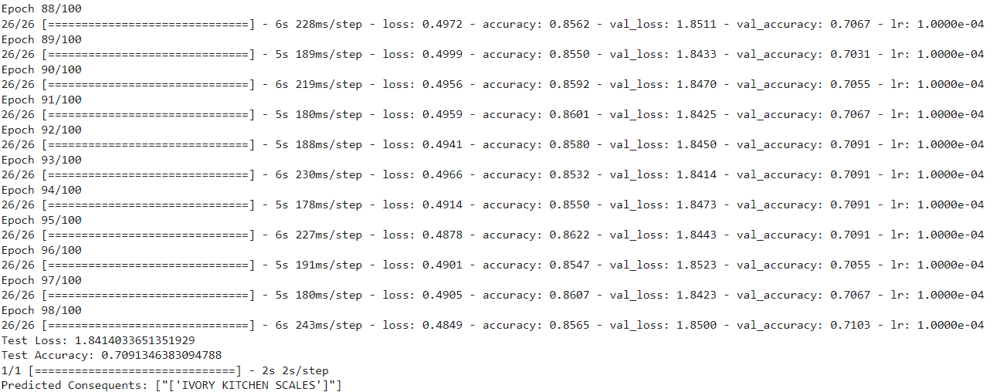 Epoch 88/100
26/26 [==============================] - 6s 228ms/step - loss: 0.4972 - accuracy: 0.8562 - val_loss: 1.8511 - val_accuracy: 0.7067 - lr: 1.0000e-04
Epoch 89/100
26/26 [==============================] - 5s 189ms/step - loss: 0.4999 - accuracy: 0.8550 - val_loss: 1.8433 - val_accuracy: 0.7031 - lr: 1.0000e-04
Epoch 90/100
26/26 [==============================] - 6s 219ms/step - loss: 0.4956 - accuracy: 0.8592 - val_loss: 1.8470 - val_accuracy: 0.7055 - lr: 1.0000e-04
Epoch 91/100
26/26 [==============================] - 5s 180ms/step - loss: 0.4959 - accuracy: 0.8601 - val_loss: 1.8425 - val_accuracy: 0.7067 - lr: 1.0000e-04
Epoch 92/100
26/26 [==============================] - 5s 188ms/step - loss: 0.4941 - accuracy: 0.8580 - val_loss: 1.8450 - val_accuracy: 0.7091 - lr: 1.0000e-04
Epoch 93/100
26/26 [==============================] - 6s 230ms/step - loss: 0.4966 - accuracy: 0.8532 - val_loss: 1.8414 - val_accuracy: 0.7091 - lr: 1.0000e-04
Epoch 94/100
26/26 [==============================] - 5s 178ms/step - loss: 0.4914 - accuracy: 0.8550 - val_loss: 1.8473 - val_accuracy: 0.7091 - lr: 1.0000e-04
Epoch 95/100
26/26 [==============================] - 6s 227ms/step - loss: 0.4878 - accuracy: 0.8622 - val_loss: 1.8443 - val_accuracy: 0.7091 - lr: 1.0000e-04
Epoch 96/100
26/26 [==============================] - 5s 191ms/step - loss: 0.4901 - accuracy: 0.8547 - val_loss: 1.8523 - val_accuracy: 0.7055 - lr: 1.0000e-04
Epoch 97/100
26/26 [==============================] - 5s 180ms/step - loss: 0.4905 - accuracy: 0.8607 - val_loss: 1.8423 - val_accuracy: 0.7067 - lr: 1.0000e-04
Epoch 98/100
26/26 [==============================] - 6s 243ms/step - loss: 0.4849 - accuracy: 0.8565 - val_loss: 1.8500 - val_accuracy: 0.7103 - lr: 1.0000e-04
Test Loss: 1.8414033651351929
Test Accuracy: 0.7091346383094788
1/1 [==============================] - 2s 2s/step
Predicted Consequents: ["['IVORY KITCHEN SCALES']"]